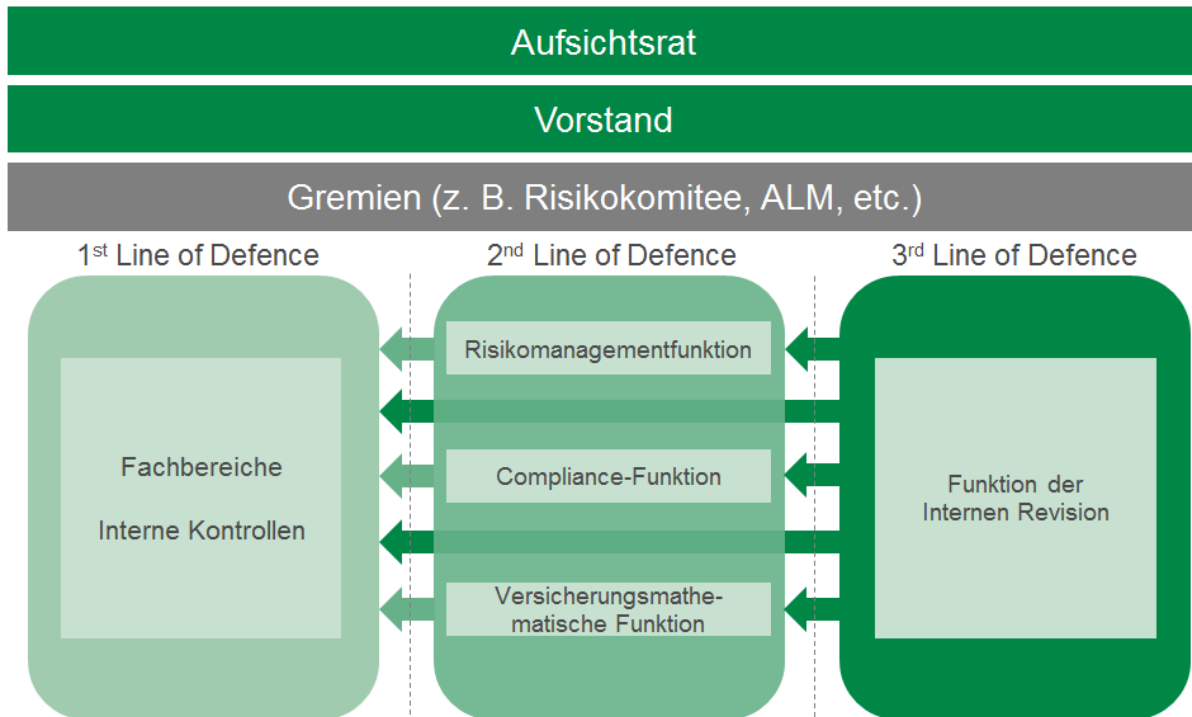 Aufsichtsrat
Vorstand
Gremien (z. B. Risikokomitee, ALM, etc.)
1st Line of Defence
2nd Line of Defence
3rd Line of Defence
Fachbereiche
Interne Kontrollen
Risikomanagementfunktion
Compliance-Funktion
Versicherungsmathe-
matische Funktion
Funktion der
Internen Revision